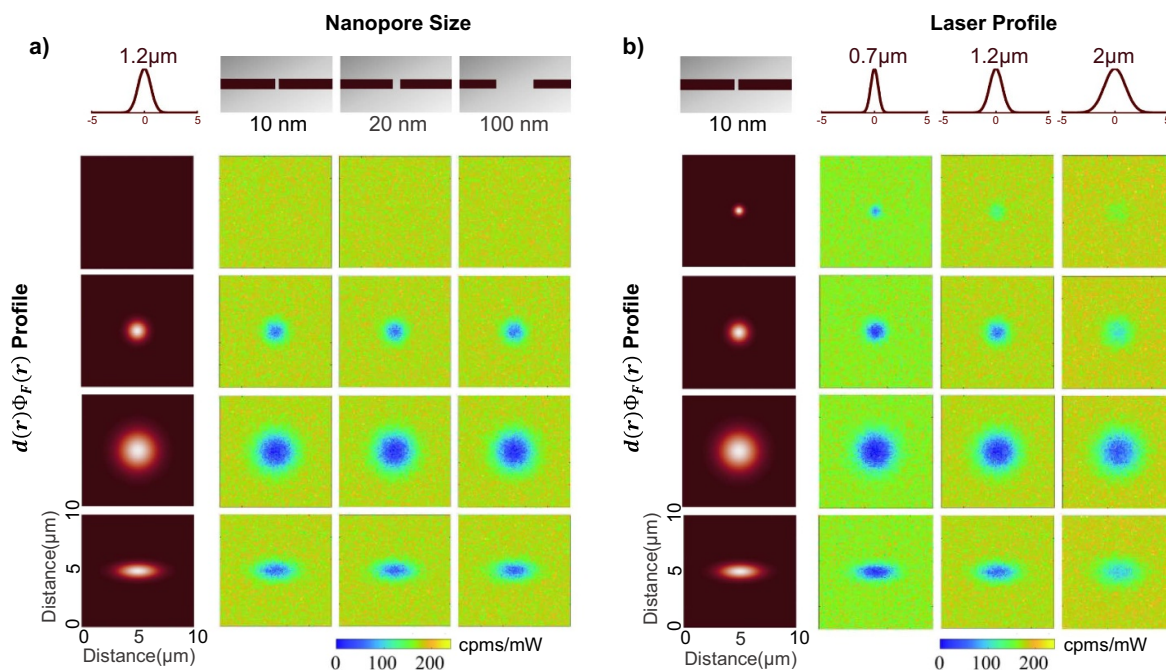 Nanopore Size
a)
1.2µm
-5 0 5
10 nm 20 nm 100 nm
d(r)Φ_F(r) Profile
10
5
0
Distance(µm)
0 5 10
Distance(µm)
0 100 200 cpms/mW
Laser Profile
b)
0.7µm 1.2µm 2µm
-5 0 5 -5 0 5 -5 0 5
10 nm
d(r)Φ_F(r) Profile
10
5
0
Distance(µm)
0 5 10
Distance(µm)
0 100 200 cpms/mW